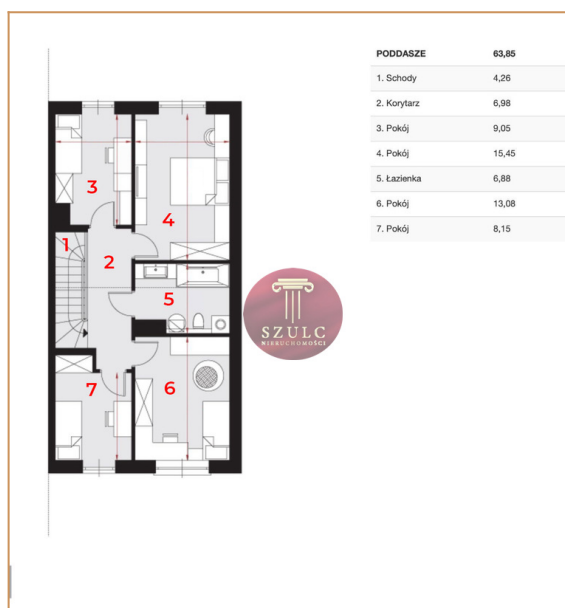 PODDASZE 63,85
1. Schody 4,26
2. Korytarz 6,98
3. Pokój 9,05
4. Pokój 15,45
5. Łazienka 6,88
6. Pokój 13,08
7. Pokój 8,15
3
4
1
2
5
SZULC
NIERUCHOMOŚCI
7
6